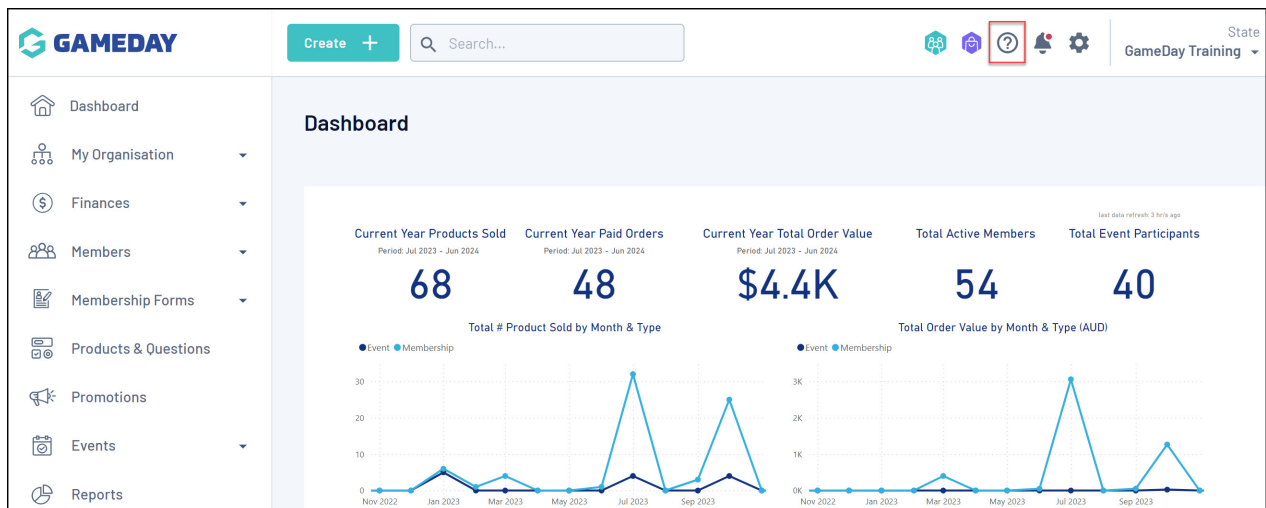 GAMEDAY
Create +
Search...
State
GameDay Training
Dashboard
My Organisation
Finances
Members
Membership Forms
Products & Questions
Promotions
Events
Reports
Dashboard
last data refresh: 3 hr/s ago
Current Year Products Sold
Period: Jul 2023 - Jun 2024
68
Current Year Paid Orders
Period: Jul 2023 - Jun 2024
48
Current Year Total Order Value
Period: Jul 2023 - Jun 2024
$4.4K
Total Active Members
54
Total Event Participants
40
Total # Product Sold by Month & Type
Event Membership
30
20
10
0
Nov 2022 Jan 2023 Mar 2023 May 2023 Jul 2023 Sep 2023
Total Order Value by Month & Type (AUD)
Event Membership
3K
2K
1K
0K
Nov 2022 Jan 2023 Mar 2023 May 2023 Jul 2023 Sep 2023